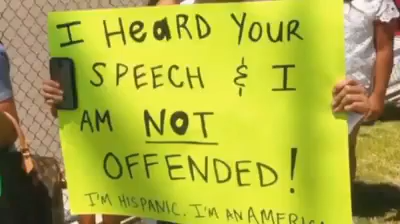 I HeaRD YOUR
SPEECH & I
AM NOT
OFFENDED!
I'M HISPANIC. I'M AN AMERICA